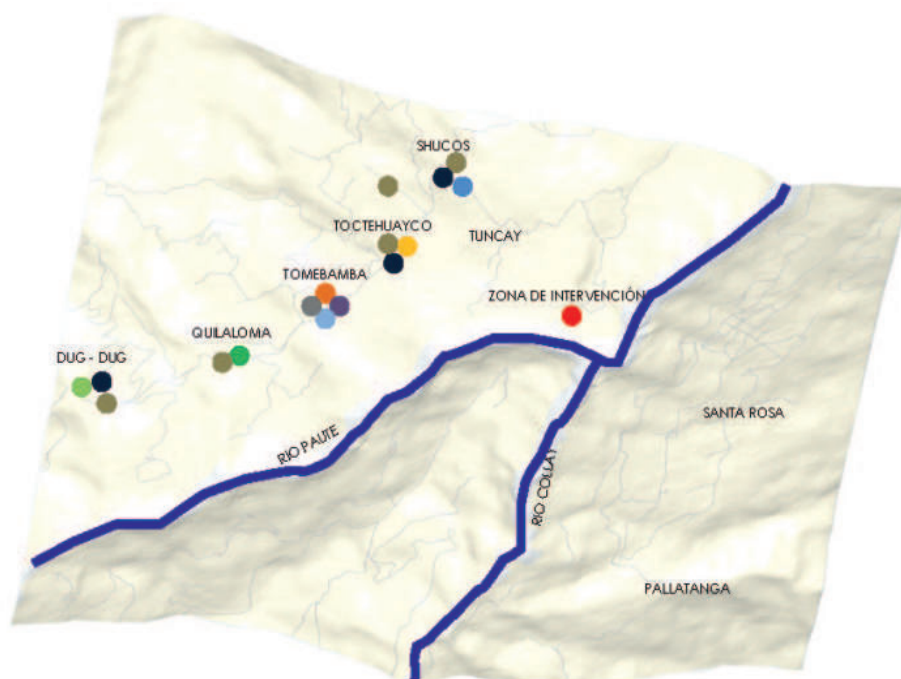 SHUCOS
TOCTEHUAYCO
TUNCAY
TOMEBAMBA
ZONA DE INTERVENCIÓN
QUILALOMA
DUG - DUG
SANTA ROSA
RIO PAUTE
RIO COLLAY
PALLATANGA